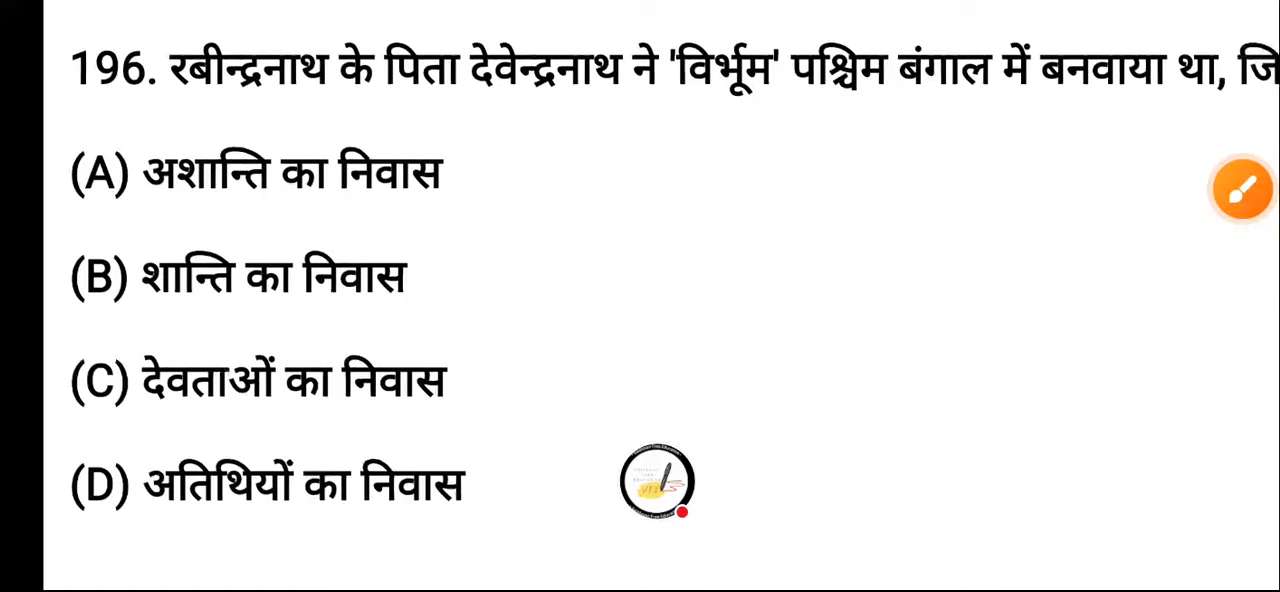 196. रबीन्द्रनाथ के पिता देवेन्द्रनाथ ने 'विर्भूम' पश्चिम बंगाल में बनवाया था, जि
(A) अशान्ति का निवास
(B) शान्ति का निवास
(C) देवताओं का निवास
(D) अतिथियों का निवास